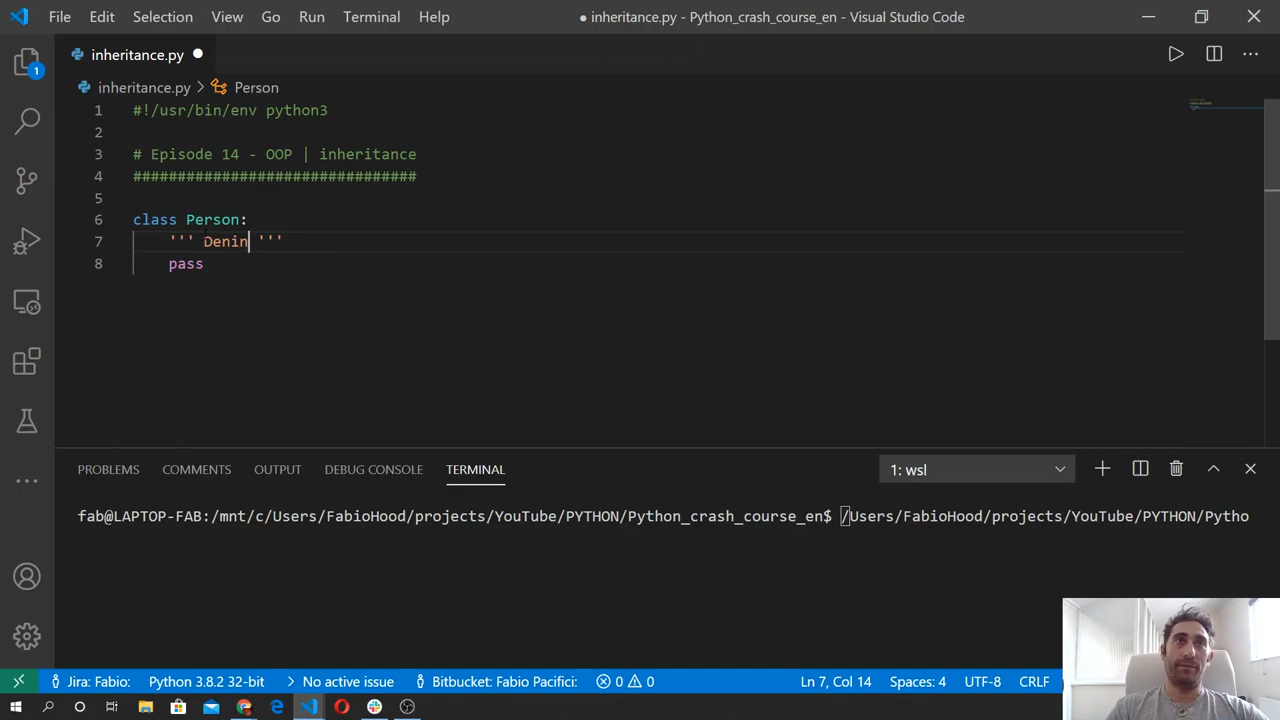 File Edit Selection View Go Run Terminal Help ● inheritance.py - Python_crash_course_en - Visual Studio Code
inheritance.py
inheritance.py > Person
1 #!/usr/bin/env python3
2
3 # Episode 14 - OOP | inheritance
4 ################################
5
6 class Person:
7 ''' Denin '''
8 pass
1
PROBLEMS COMMENTS OUTPUT DEBUG CONSOLE TERMINAL 1: wsl
fab@LAPTOP-FAB:/mnt/c/Users/FabioHood/projects/YouTube/PYTHON/Python_crash_course_en$ /Users/FabioHood/projects/YouTube/PYTHON/Pytho
Jira: Fabio: Python 3.8.2 32-bit No active issue Bitbucket: Fabio Pacifici: 0 0 Ln 7, Col 14 Spaces: 4 UTF-8 CRLF